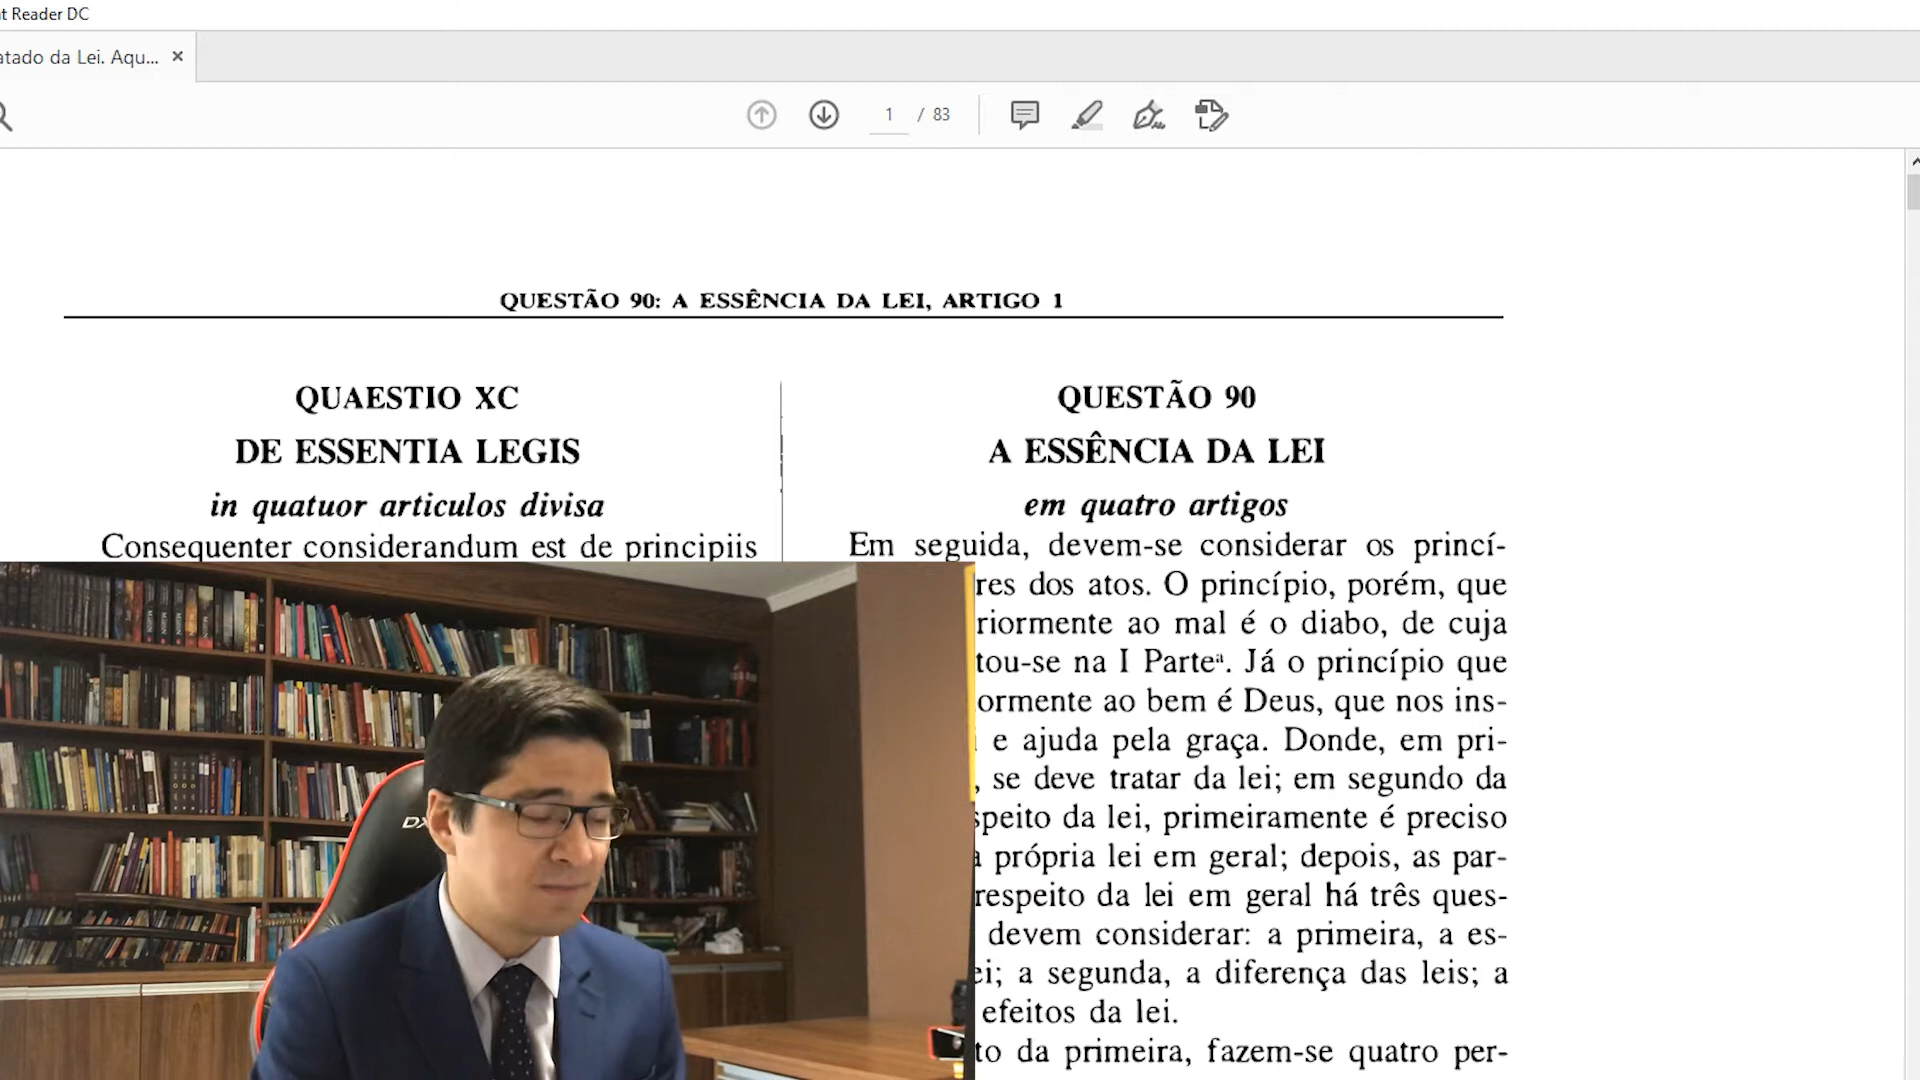 t Reader DC
atado da Lei. Aqu...
1 / 83
QUESTÃO 90: A ESSÊNCIA DA LEI, ARTIGO 1
QUAESTIO XC
DE ESSENTIA LEGIS
in quatuor articulos divisa
Consequenter considerandum est de principiis
QUESTÃO 90
A ESSÊNCIA DA LEI
em quatro artigos
Em seguida, devem-se considerar os princí-
res dos atos. O princípio, porém, que
riormente ao mal é o diabo, de cuja
tou-se na I Parteª. Já o princípio que
ormente ao bem é Deus, que nos ins-
i e ajuda pela graça. Donde, em pri-
, se deve tratar da lei; em segundo da
speito da lei, primeiramente é preciso
a própria lei em geral; depois, as par-
respeito da lei em geral há três ques-
devem considerar: a primeira, a es-
ei; a segunda, a diferença das leis; a
efeitos da lei.
to da primeira, fazem-se quatro per-
DX